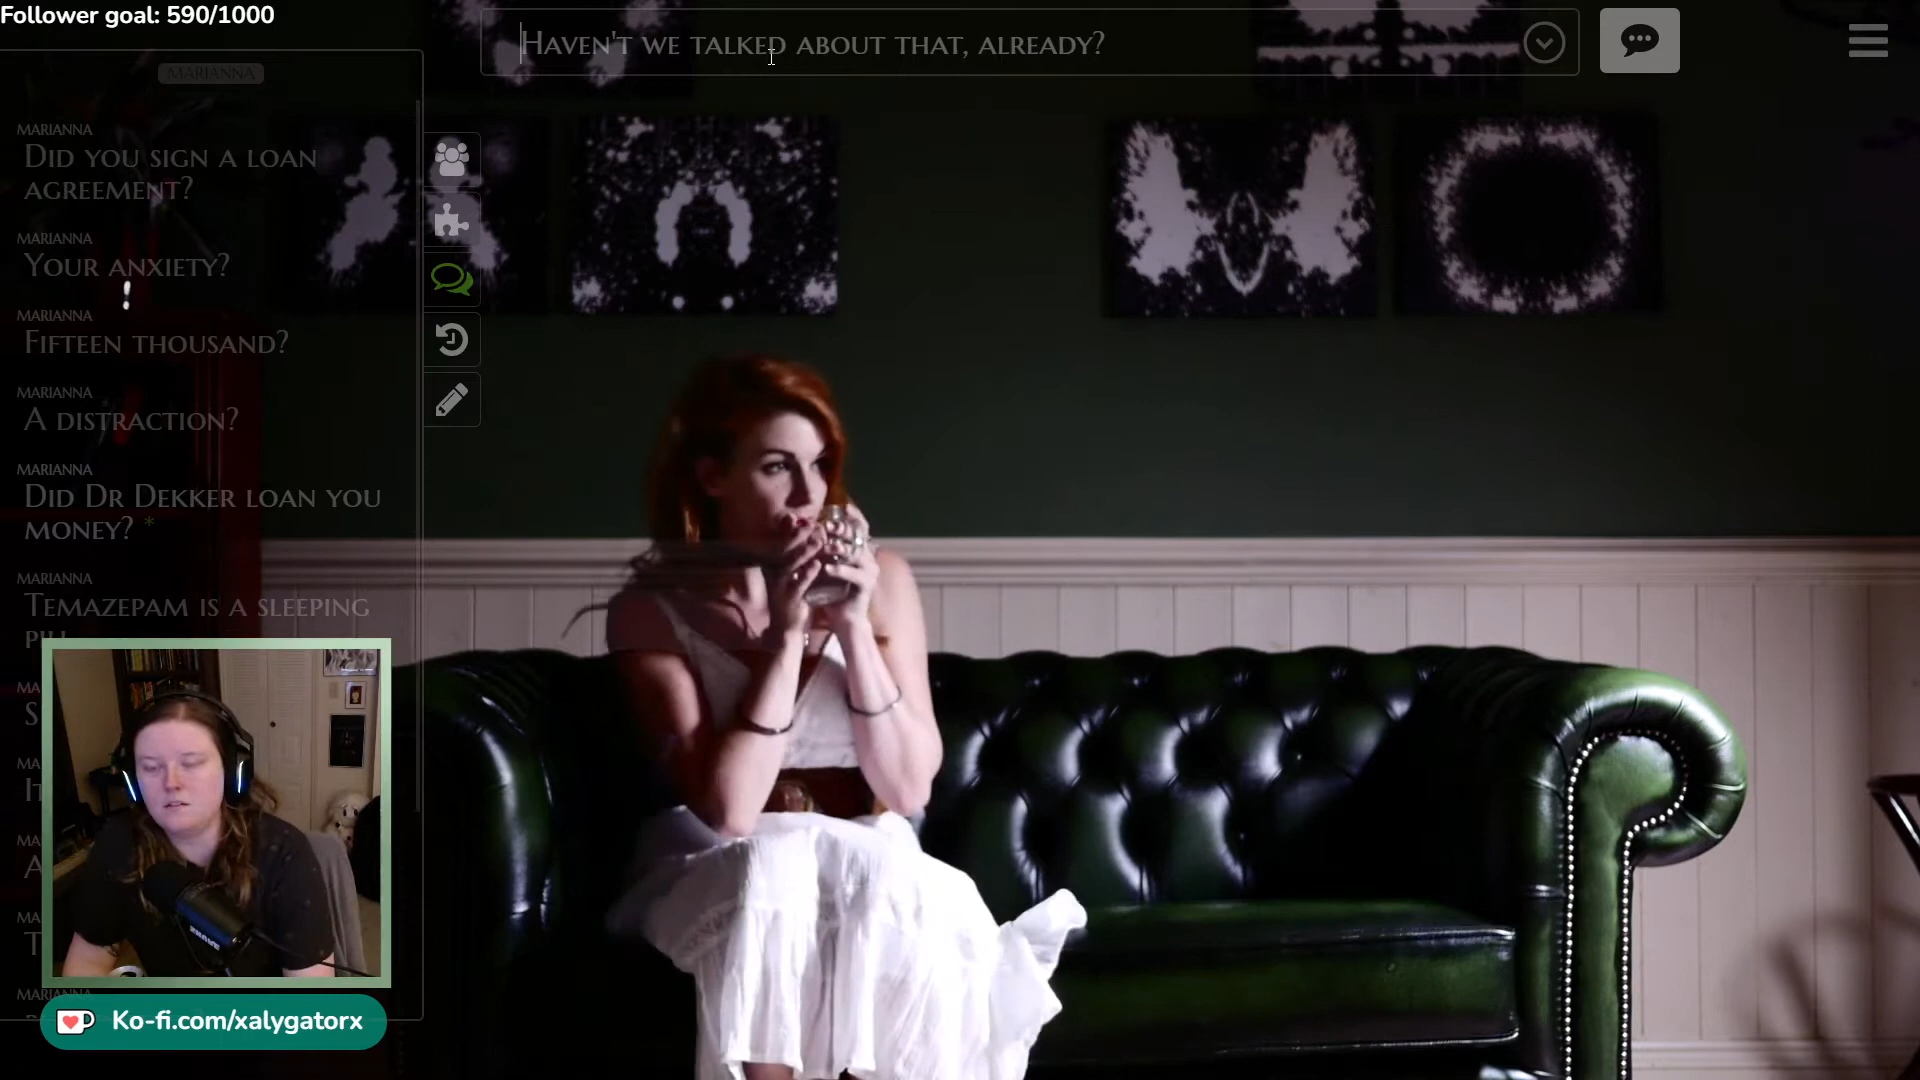 Follower goal: 590/1000
Haven't we talked about that, already?
MARIANNA
MARIANNA
Did you sign a loan
agreement?
MARIANNA
Your anxiety?
MARIANNA
Fifteen thousand?
MARIANNA
A distraction?
MARIANNA
Did Dr Dekker loan you
money? *
MARIANNA
Temazepam is a sleeping
MARIANNA
Ko-fi.com/xalygatorx